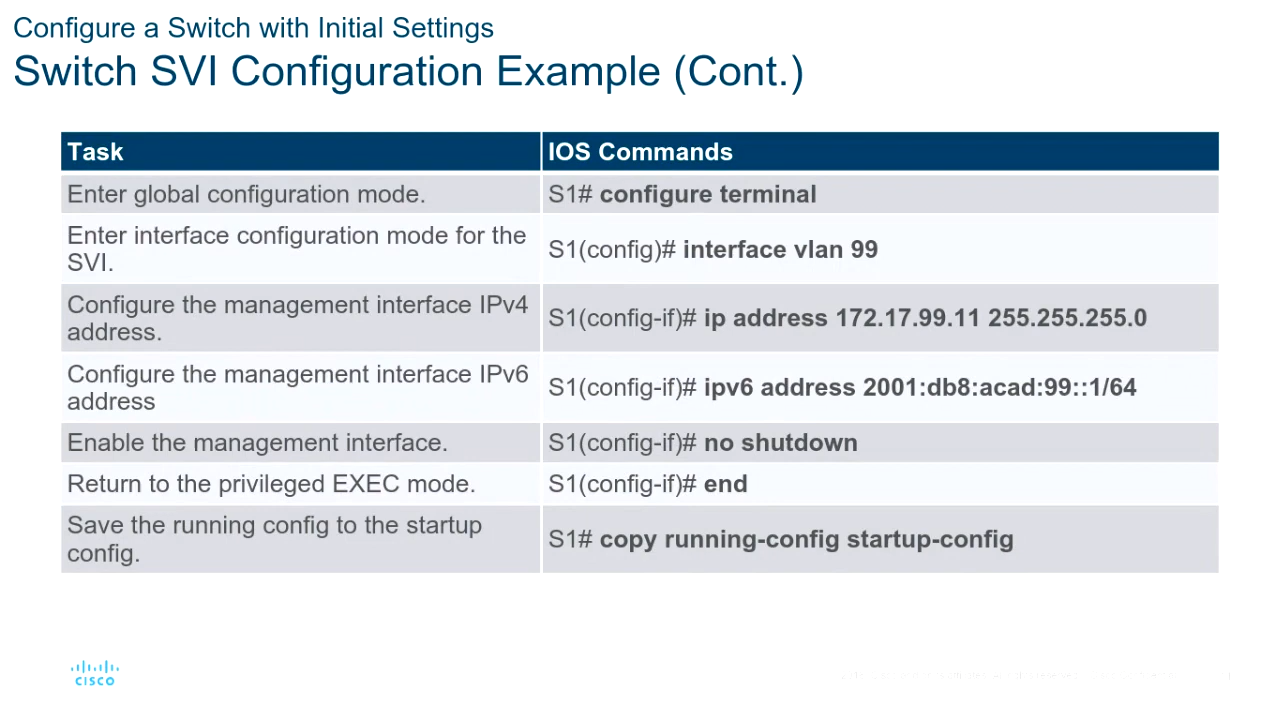 Configure a Switch with Initial Settings
Switch SVI Configuration Example (Cont.)
Task
IOS Commands
Enter global configuration mode.
S1# configure terminal
Enter interface configuration mode for the
SVI.
S1(config)# interface vlan 99
Configure the management interface IPv4
address.
S1(config-if)# ip address 172.17.99.11 255.255.255.0
Configure the management interface IPv6
address
S1(config-if)# ipv6 address 2001:db8:acad:99::1/64
Enable the management interface.
S1(config-if)# no shutdown
Return to the privileged EXEC mode.
S1(config-if)# end
Save the running config to the startup
config.
S1# copy running-config startup-config
CISCO